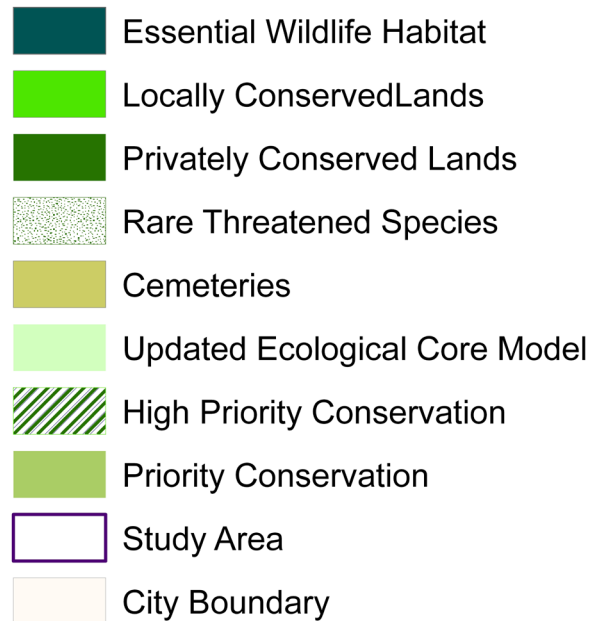 Essential Wildlife Habitat
Locally ConservedLands
Privately Conserved Lands
Rare Threatened Species
Cemeteries
Updated Ecological Core Model
High Priority Conservation
Priority Conservation
Study Area
City Boundary